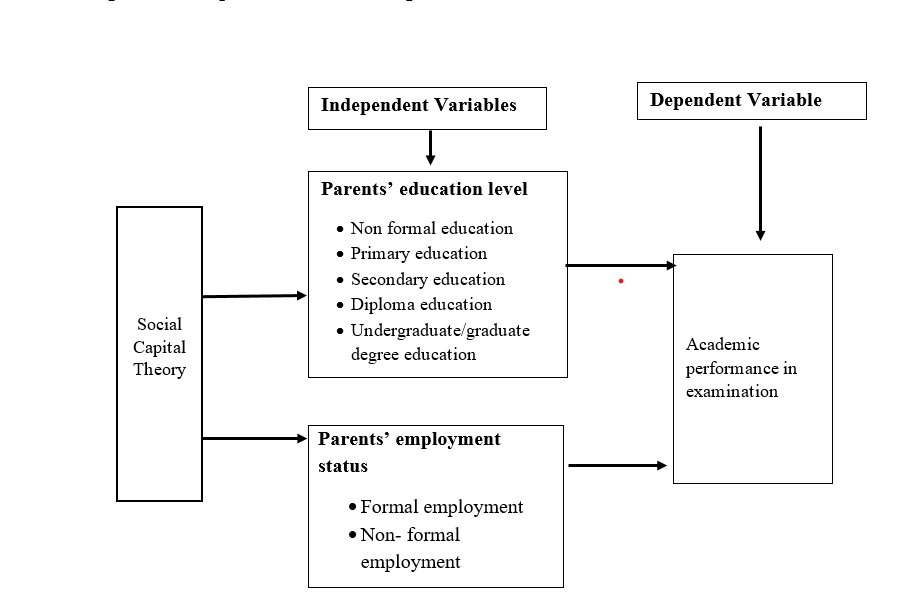 Independent Variables
Dependent Variable
Parents’ education level
• Non formal education
• Primary education
• Secondary education
• Diploma education
• Undergraduate/graduate
degree education
Social
Capital
Theory
Academic
performance in
examination
Parents’ employment
status
• Formal employment
• Non- formal
employment